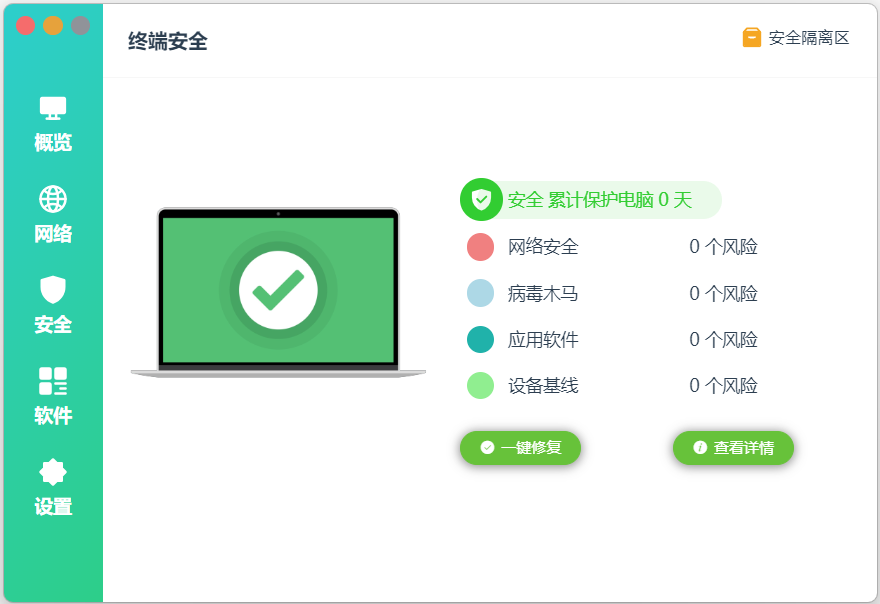 终端安全
安全隔离区
概览
网络
安全
软件
设置
安全 累计保护电脑 0 天
网络安全 0 个风险
病毒木马 0 个风险
应用软件 0 个风险
设备基线 0 个风险
一键修复 查看详情